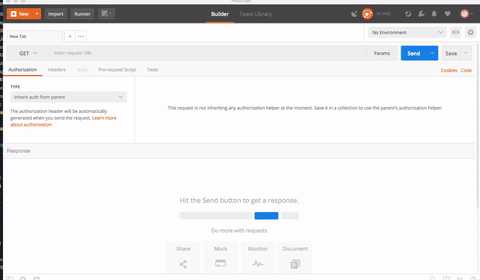 New
Import
Runner
Builder
Team Library
New Tab
No Environment
GET
Enter request URL
Params
Send
Save
Authorization
Headers
Body
Pre-request Script
Tests
Cookies
Code
TYPE
Inherit auth from parent
The authorization header will be automatically
generated when you send the request. Learn more
about authorization
This request is not inheriting any authorization helper at the moment. Save it in a collection to use the parent's authorization helper.
Response
Hit the Send button to get a response.
Do more with requests
Share
Mock
Monitor
Document